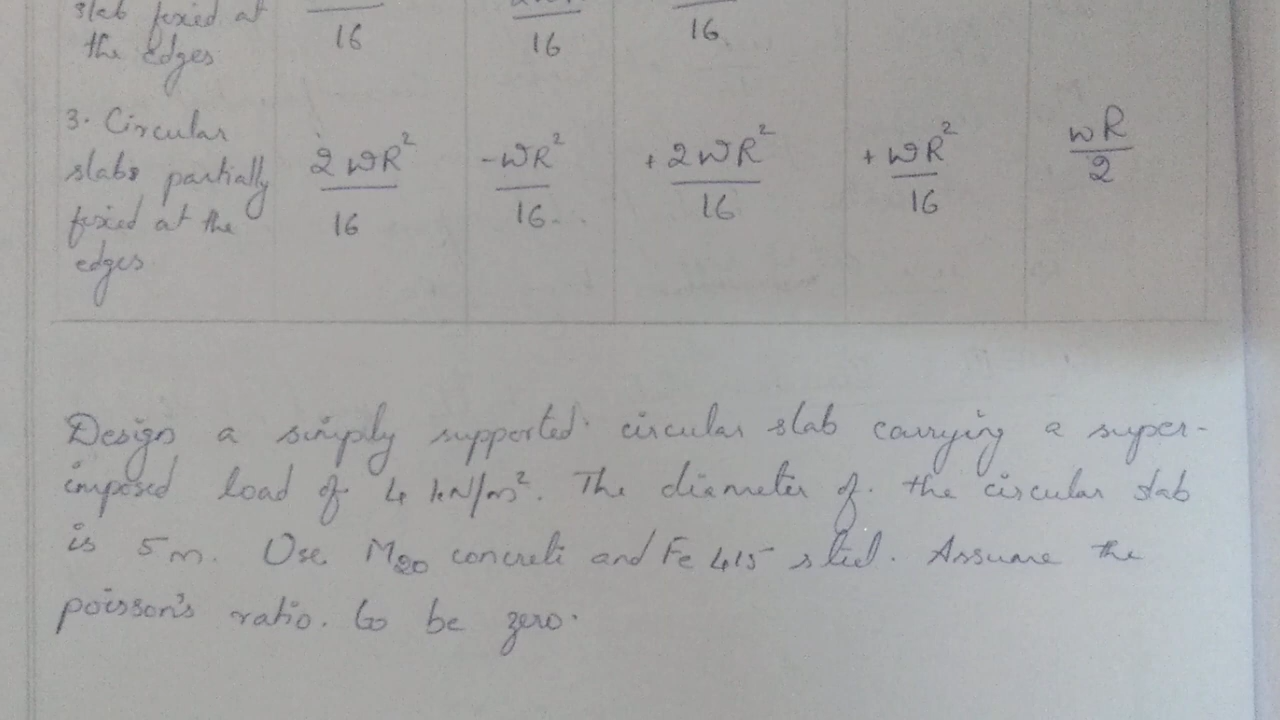 slab fixed at
the edges
16
16
16
3. Circular
slabs partially
fixed at the
edges
2wR²/16
-wR²/16
+2wR²/16
+wR²/16
wR/2
Design a simply supported circular slab carrying a super-
imposed load of 4 kN/m². The diameter of the circular slab
is 5m. Use M20 concrete and Fe 415 steel. Assume the
poisson's ratio. to be zero.